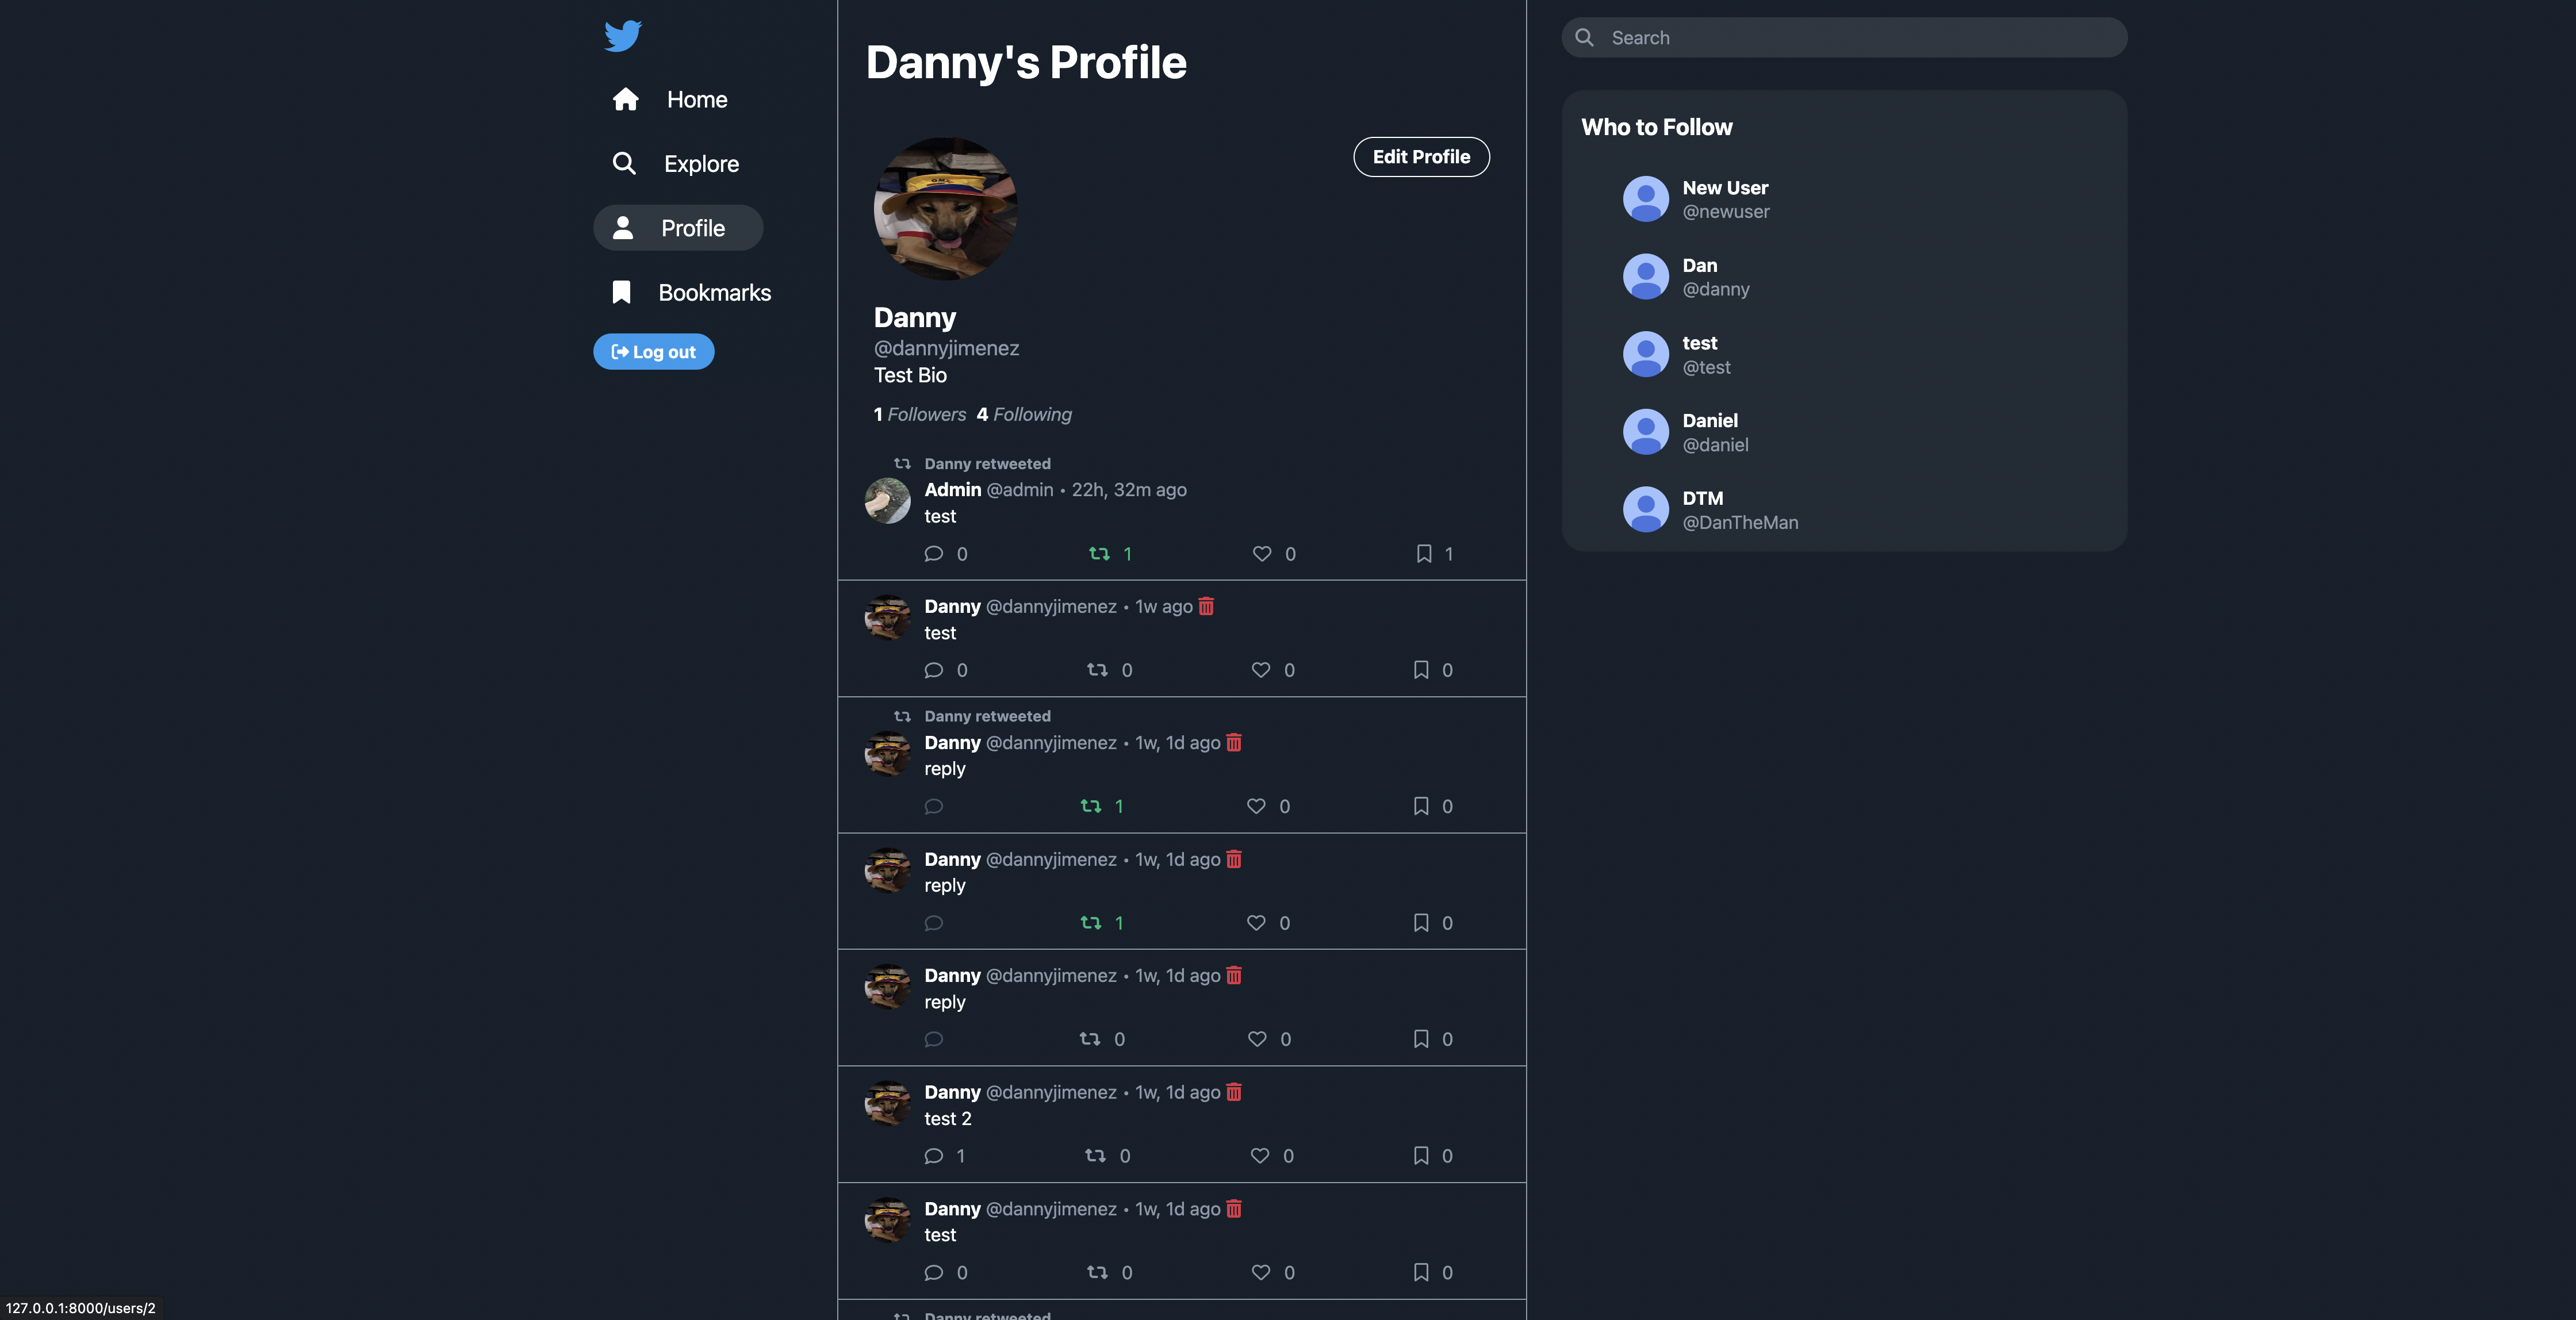 Home
Explore
Profile
Bookmarks
Log out
Danny's Profile
Edit Profile
Danny
@dannyjimenez
Test Bio
1 Followers 4 Following
Danny retweeted
Admin @admin • 22h, 32m ago
test
0 1 0 1
Danny @dannyjimenez • 1w ago
test
0 0 0 0
Danny retweeted
Danny @dannyjimenez • 1w, 1d ago
reply
1 0 0
Danny @dannyjimenez • 1w, 1d ago
reply
1 0 0
Danny @dannyjimenez • 1w, 1d ago
reply
0 0 0
Danny @dannyjimenez • 1w, 1d ago
test 2
1 0 0 0
Danny @dannyjimenez • 1w, 1d ago
test
0 0 0 0
Danny retweeted
Search
Who to Follow
New User
@newuser
Dan
@danny
test
@test
Daniel
@daniel
DTM
@DanTheMan
127.0.0.1:8000/users/2